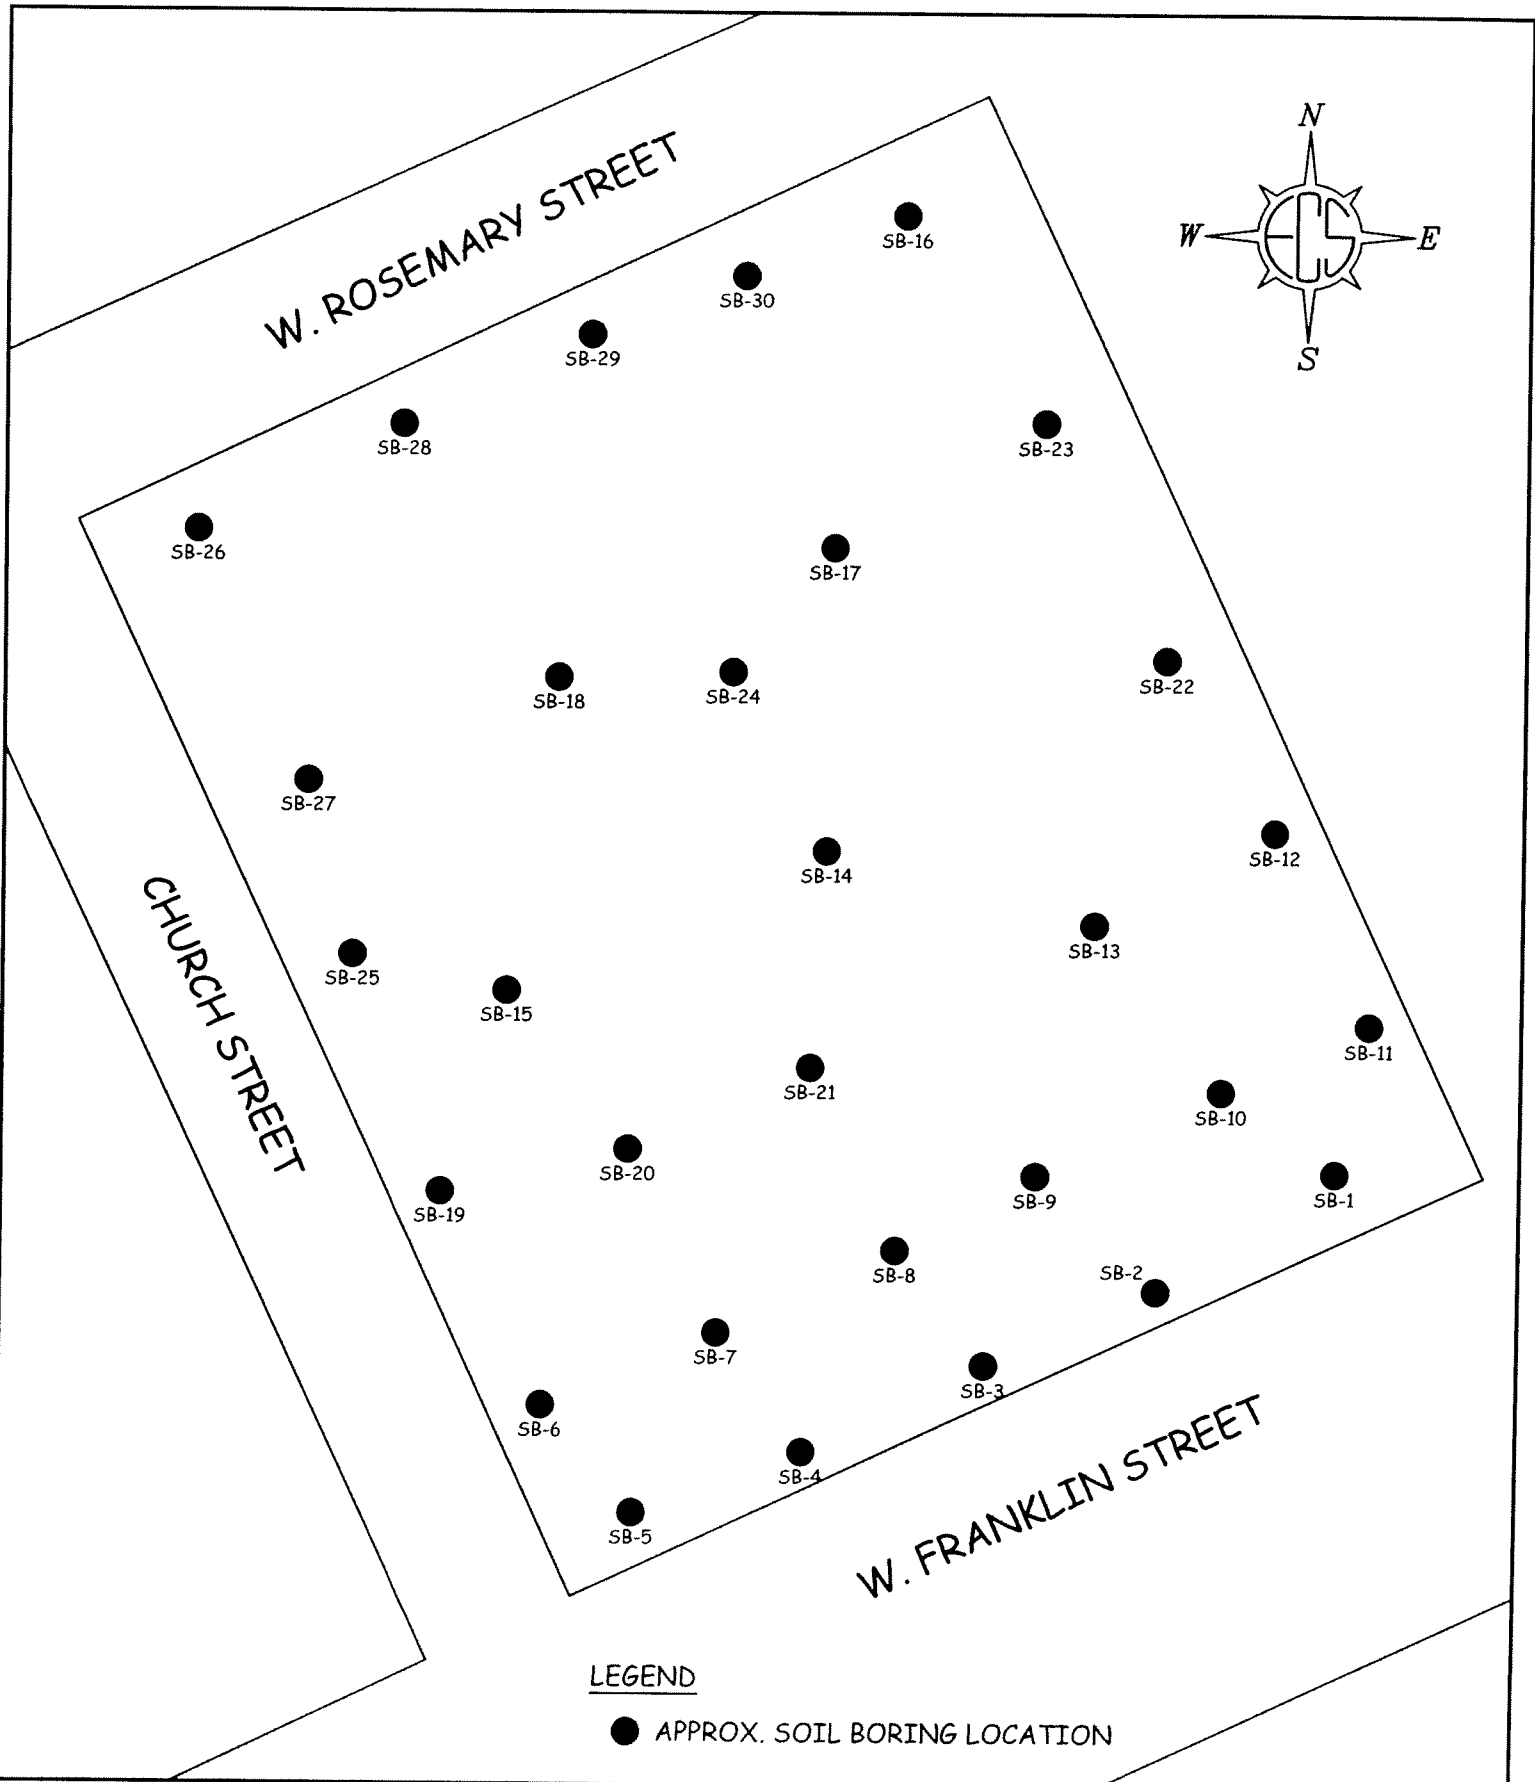 N
W. ROSEMARY STREET
SB-16
W
E
SB-30
SB-29
S
SB-28
SB-23
SB-26
SB-17
SB-22
SB-18
SB-24
SB-27
SB-12
SB-14
CHURCH STREET
SB-13
SB-25
SB-15
SB-11
SB-21
SB-10
SB-20
SB-9
SB-1
SB-19
SB-8
SB-2
SB-7
SB-3
SB-6
SB-4
W. FRANKLIN STREET
SB-5
LEGEND
APPROX. SOIL BORING LOCATION